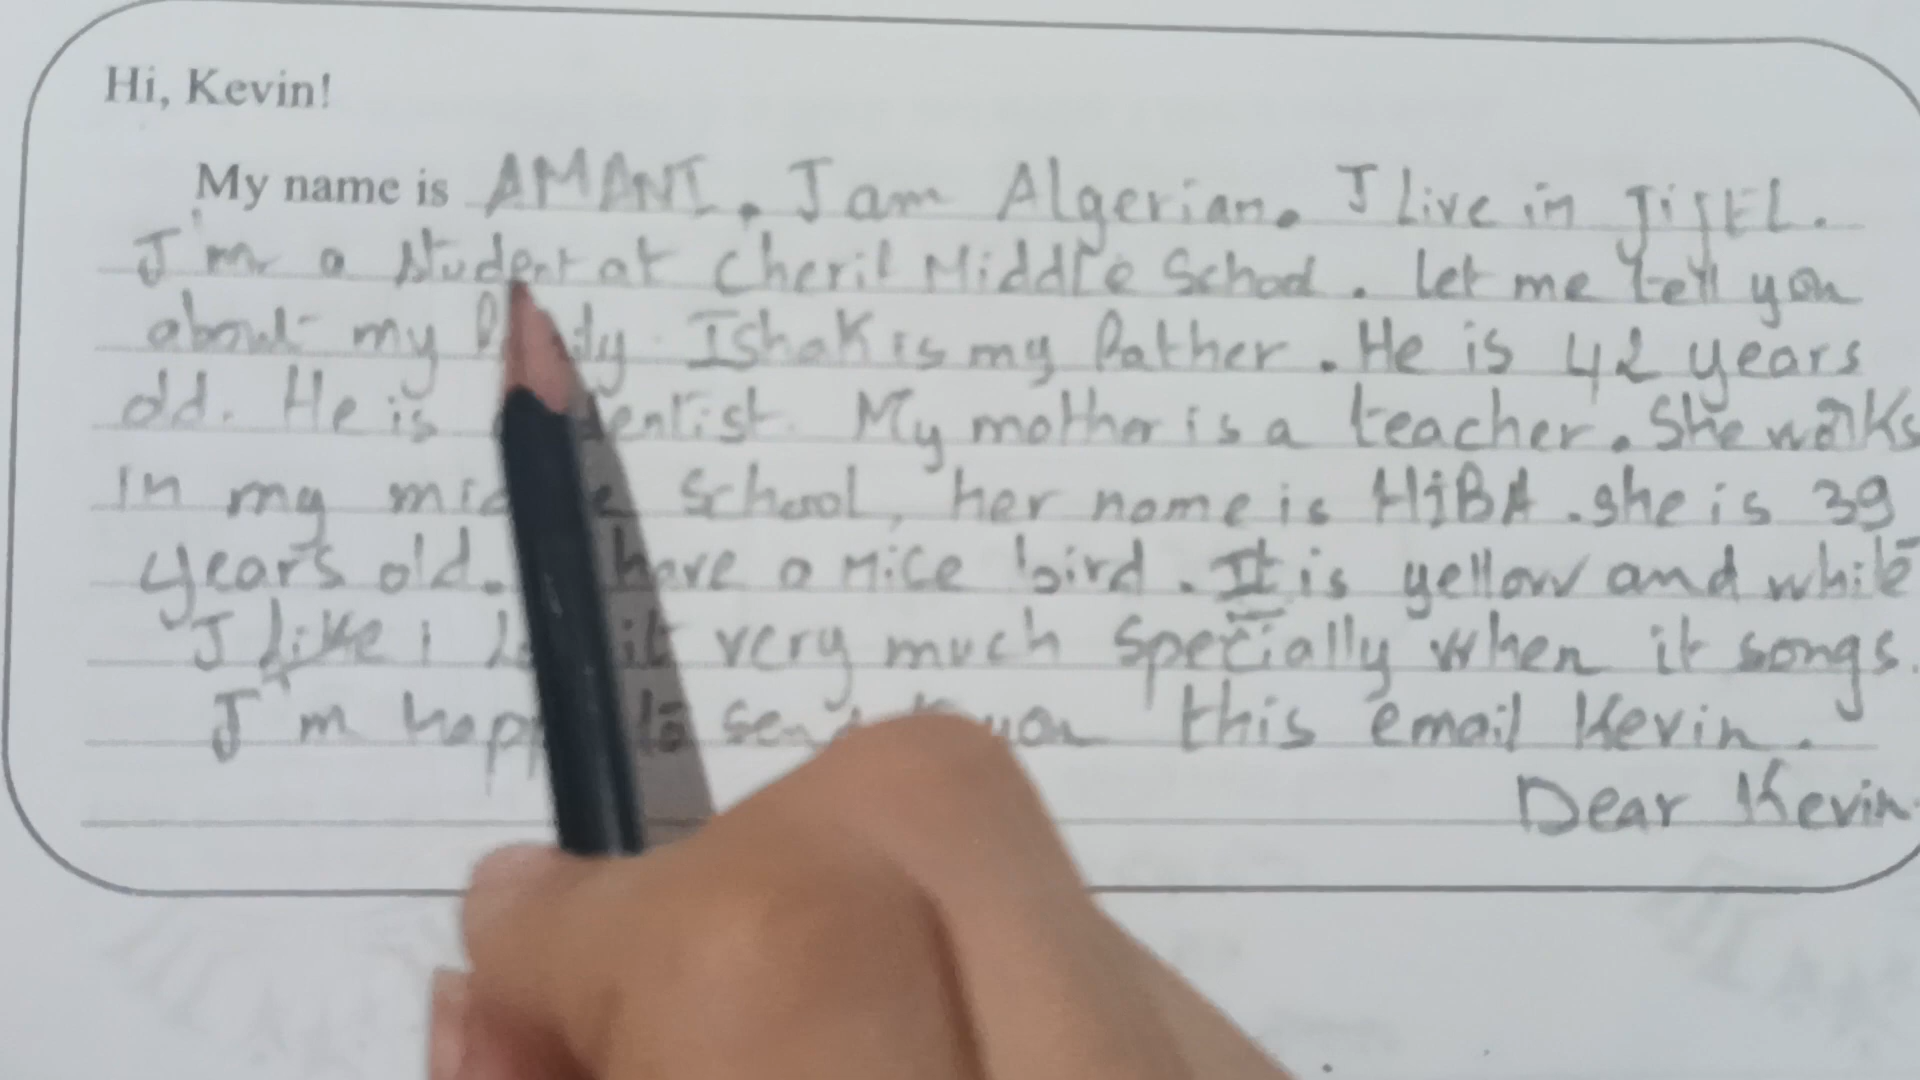 Hi, Kevin!
My name is AMANI. I am Algerian. I Live in JijEL.
I'm a student at Cherif Middle School. let me tell you
about my Ishak is my father. He is 42 years
old. He is My mother is a teacher. She works
in my school, her name is HiBA. she is 39
years old. have a nice bird. It is yellow and white
I like i it very much specially when it songs.
I'm to you this email Kevin.
Dear Kevin